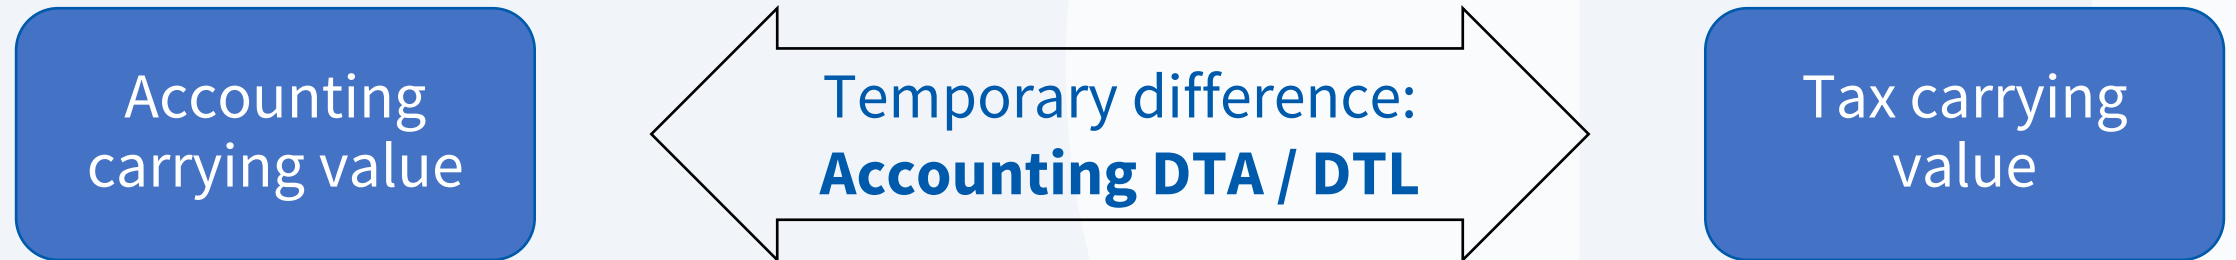 Accounting
carrying value
Temporary difference:
Accounting DTA / DTL
Tax carrying
value